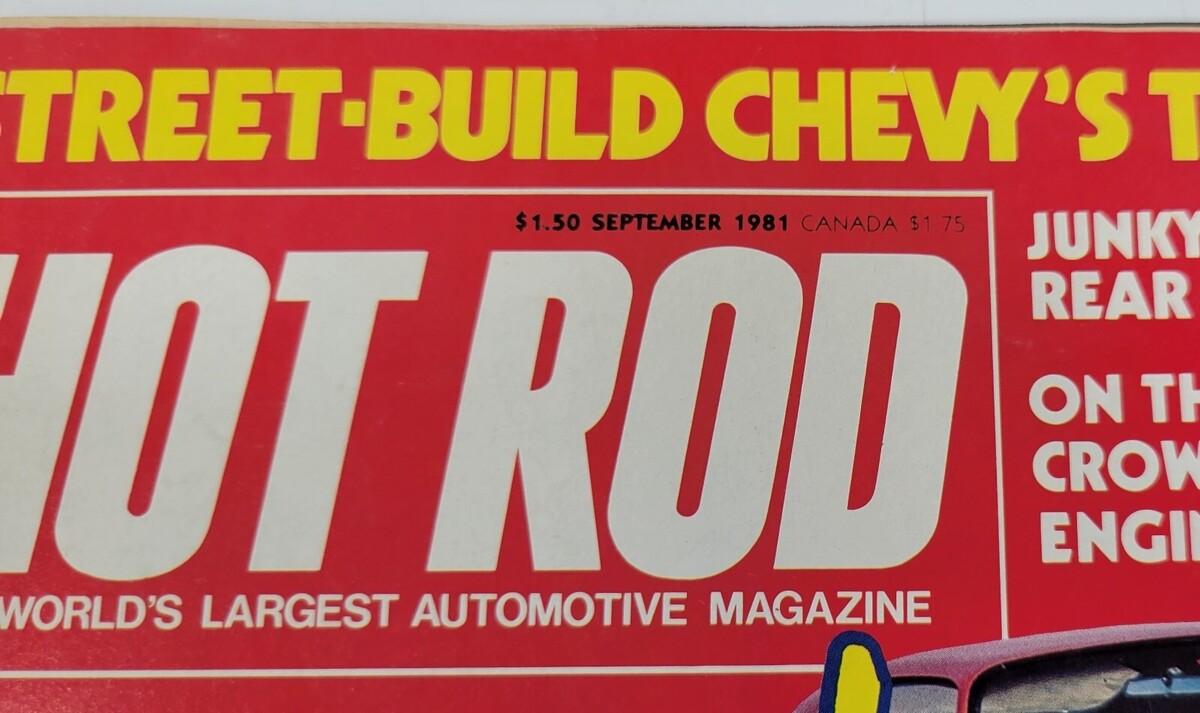 STREET·BUILD CHEVY'S T
$1.50 SEPTEMBER 1981 CANADA $1.75
HOT ROD
WORLD'S LARGEST AUTOMOTIVE MAGAZINE
JUNKY
REAR
ON TH
CROW
ENGIN